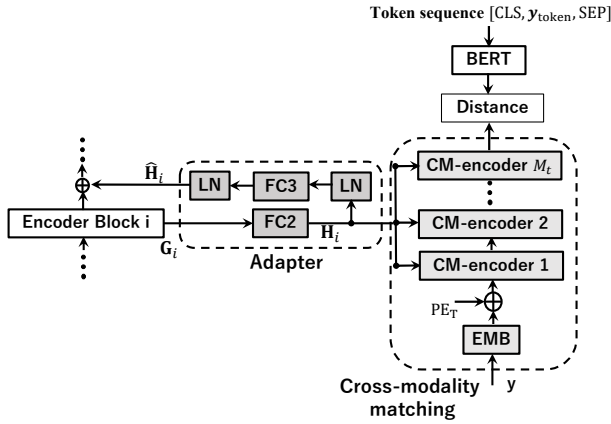 Token sequence [CLS, y_token, SEP]
BERT
Distance
CM-encoder M_t
CM-encoder 2
CM-encoder 1
PE_T
EMB
y
Cross-modality
matching
Ĥ_i
LN
FC3
LN
Encoder Block i
G_i
FC2
H_i
Adapter